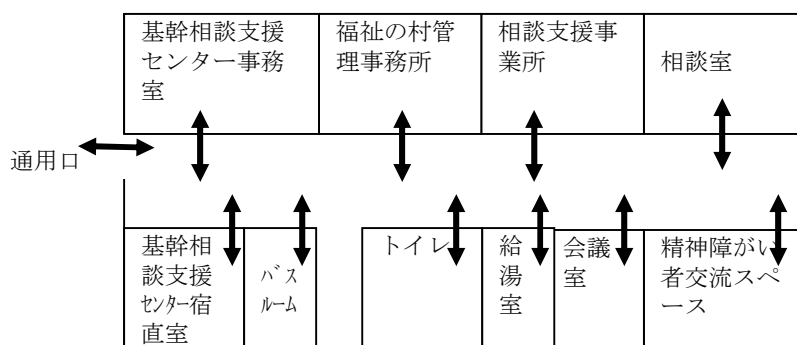 基幹相談支援
センター事務
室
福祉の村管
理事務所
相談支援事
業所
相談室
通用口
基幹相
談支援
ｾﾝﾀｰ宿
直室
ﾊﾞｽ
ﾙｰﾑ
トイレ
給
湯
室
会議
室
精神障がい
者交流スペ
ース